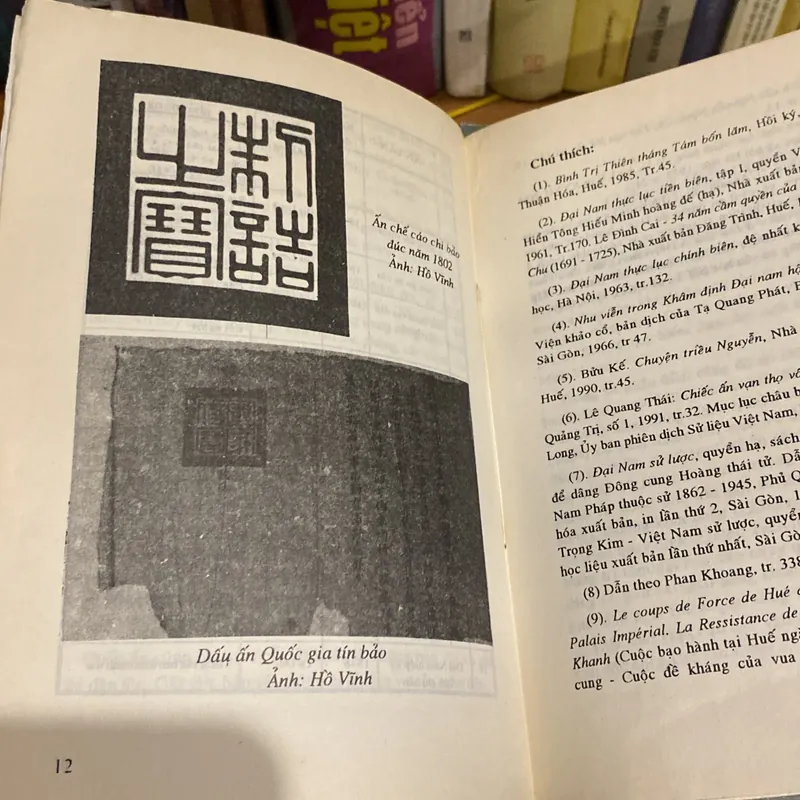 iệt
ển
制誥
之寶
Ấn chế cáo chi bảo
đúc năm 1802
Ảnh: Hồ Vĩnh
Dấu ấn Quốc gia tín bảo
Ảnh: Hồ Vĩnh
12
Chú thích:
(1). Bình Trị Thiên tháng Tám bốn lăm, Hồi ký,
Thuận Hóa, Huế, 1985, Tr.45.
(2). Đại Nam thực lục tiền biên, tập I, quyển V
Hiển Tông Hiếu Minh hoàng đế (hạ), Nhà xuất bản
1961, Tr.170. Lê Đình Cai - 34 năm cầm quyền của
Chu (1691 - 1725), Nhà xuất bản Đăng Trình, Huế,
(3). Đại Nam thực lục chính biên, đệ nhất k
học, Hà Nội, 1963, tr.132.
(4). Nhu viễn trong Khâm định Đại nam hộ
Viện khảo cổ, bản dịch của Tạ Quang Phát,
Sài Gòn, 1966, tr 47.
(5). Bửu Kế. Chuyện triều Nguyễn, Nhà
Huế, 1990, tr.45.
(6). Lê Quang Thái: Chiếc ấn vạn thọ vô
Quảng Trị, số 1, 1991, tr.32. Mục lục châu b
Long, Ủy ban phiên dịch Sử liệu Việt Nam,
(7). Đại Nam sử lược, quyển hạ, sách
để dâng Đông cung Hoàng thái tử. Dẫ
Nam Pháp thuộc sử 1862 - 1945, Phủ Q
hóa xuất bản, in lần thứ 2, Sài Gòn, 1
Trọng Kim - Việt Nam sử lược, quyể
học liệu xuất bản lần thứ nhất, Sài Gò
(8) Dẫn theo Phan Khoang, tr. 338
(9). Le coups de Force de Hué
Palais Impérial. La Ressistance de
Khanh (Cuộc bạo hành tại Huế ngà
cung - Cuộc đề kháng của vua